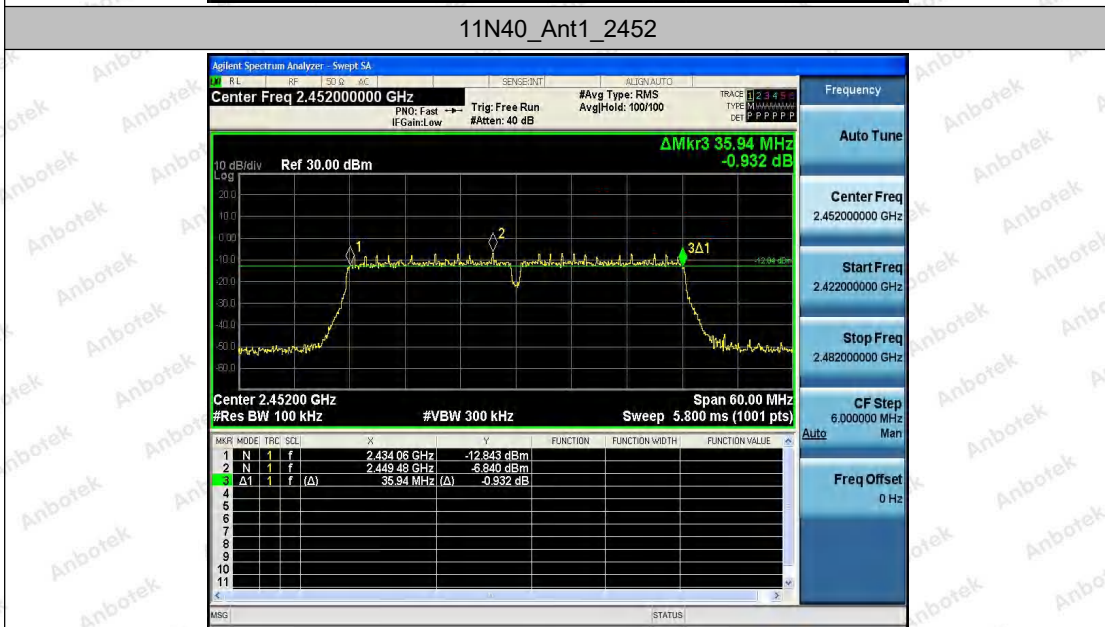 11N40_Ant1_2452
Agilent Spectrum Analyzer - Swept SA
RL RF 50 Ω AC SENSE:INT ALIGN AUTO
Center Freq 2.452000000 GHz
PNO: Fast
IFGain:Low
Trig: Free Run
#Atten: 40 dB
#Avg Type: RMS
Avg|Hold: 100/100
TRACE 1 2 3 4 5 6
TYPE M
DET P P P P P P
ΔMkr3 35.94 MHz
-0.932 dB
10 dB/div Ref 30.00 dBm
Log
20.0
10.0
0.00
-10.0
-20.0
-30.0
-40.0
-50.0
-60.0
1
2
3Δ1
Center 2.45200 GHz Span 60.00 MHz
#Res BW 100 kHz #VBW 300 kHz Sweep 5.800 ms (1001 pts)
MKR MODE TRC SCL X Y FUNCTION FUNCTION WIDTH FUNCTION VALUE
1 N 1 f 2.434 06 GHz -12.843 dBm
2 N 1 f 2.449 48 GHz -6.840 dBm
3 Δ1 1 f (Δ) 35.94 MHz (Δ) -0.932 dB
4
5
6
7
8
9
10
11
MSG STATUS
Frequency
Auto Tune
Center Freq
2.452000000 GHz
Start Freq
2.422000000 GHz
Stop Freq
2.482000000 GHz
CF Step
6.000000 MHz
Auto Man
Freq Offset
0 Hz
Anbotek